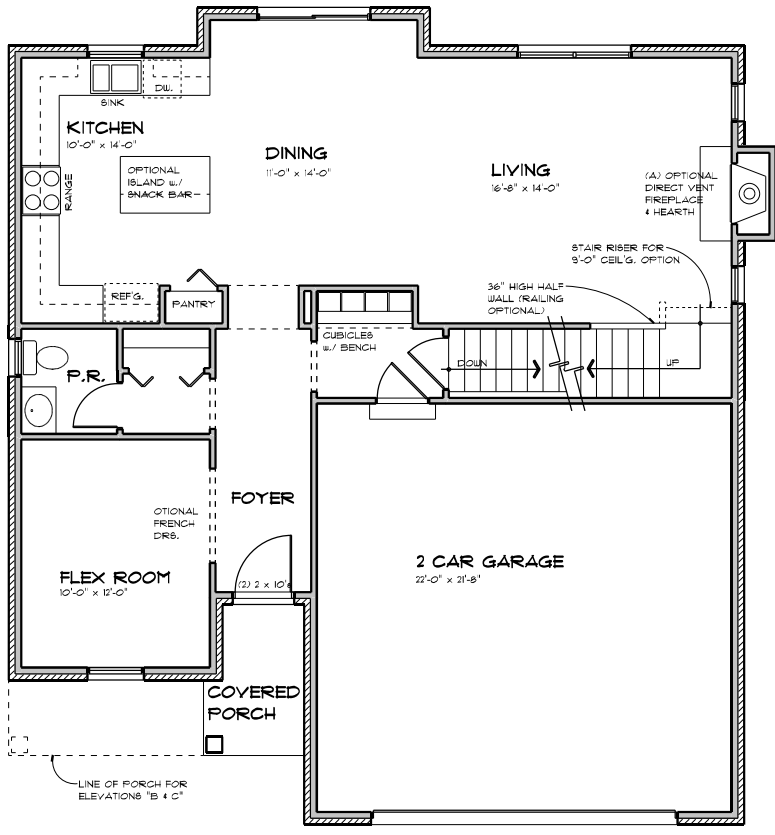 SINK
DW.
KITCHEN
10'-0" x 14'-0"
RANGE
OPTIONAL
ISLAND w./
SNACK BAR
DINING
11'-0" x 14'-0"
LIVING
16'-8" x 14'-0"
(A) OPTIONAL
DIRECT VENT
FIREPLACE
& HEARTH
STAIR RISER FOR
9'-0" CEIL'G. OPTION
36" HIGH HALF
WALL (RAILING
OPTIONAL)
REF'G.
PANTRY
CUBICLES
w./ BENCH
DOWN
UP
P.R.
FOYER
OTIONAL
FRENCH
DRS.
FLEX ROOM
10'-0" x 12'-0"
(2) 2 x 10's
2 CAR GARAGE
22'-0" x 21'-8"
COVERED
PORCH
LINE OF PORCH FOR
ELEVATIONS "B & C"